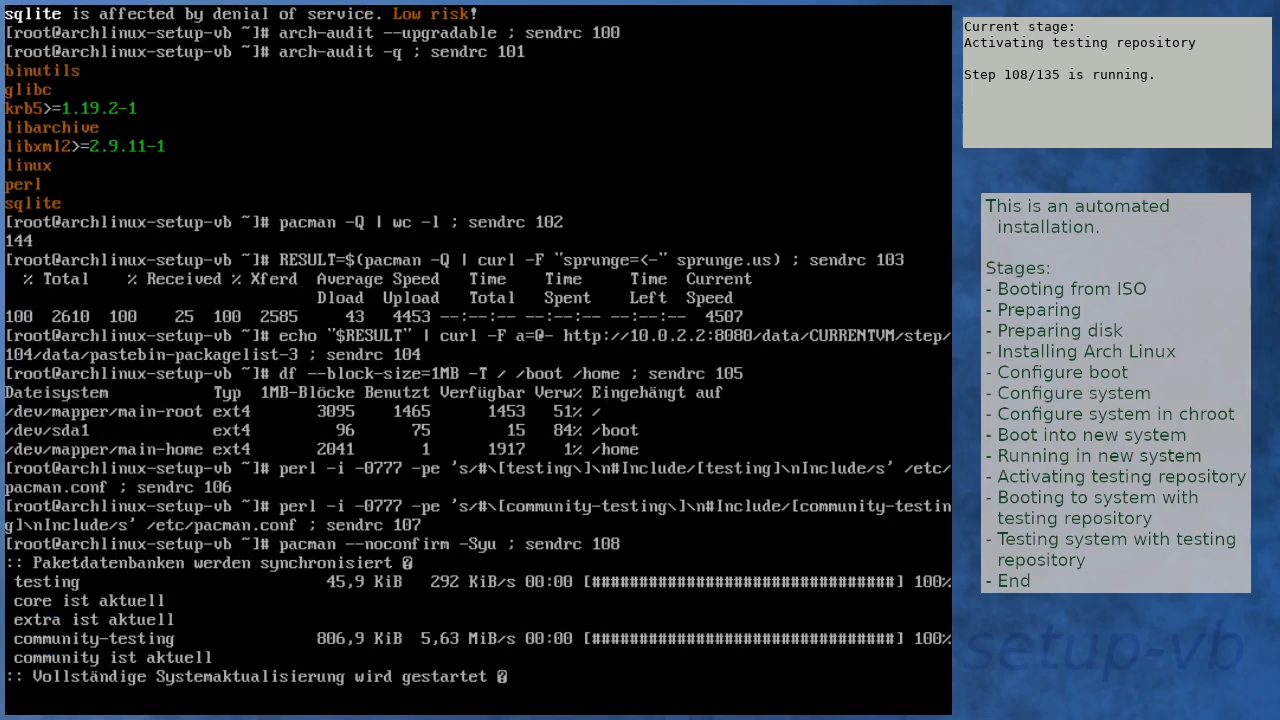 sqlite is affected by denial of service. Low risk!
[root@archlinux-setup-vb ~]# arch-audit --upgradable ; sendrc 100
[root@archlinux-setup-vb ~]# arch-audit -q ; sendrc 101
binutils
glibc
krb5>=1.19.2-1
libarchive
libxml2>=2.9.11-1
linux
perl
sqlite
[root@archlinux-setup-vb ~]# pacman -Q | wc -l ; sendrc 102
144
[root@archlinux-setup-vb ~]# RESULT=$(pacman -Q | curl -F "sprunge=<-" sprunge.us) ; sendrc 103
  % Total    % Received % Xferd  Average Speed   Time    Time     Time  Current
                                 Dload  Upload   Total   Spent    Left  Speed
100  2610  100    25  100  2585     43   4453 --:--:-- --:--:-- --:--:--  4507
[root@archlinux-setup-vb ~]# echo "$RESULT" | curl -F a=@- http://10.0.2.2:8080/data/CURRENTVM/step/
104/data/pastebin-packagelist-3 ; sendrc 104
[root@archlinux-setup-vb ~]# df --block-size=1MB -T / /boot /home ; sendrc 105
Dateisystem           Typ  1MB-Blöcke Benutzt Verfügbar Verw% Eingehängt auf
/dev/mapper/main-root ext4       3095    1465      1453   51% /
/dev/sda1             ext4         96      75        15   84% /boot
/dev/mapper/main-home ext4       2041       1      1917    1% /home
[root@archlinux-setup-vb ~]# perl -i -0777 -pe 's/#\[testing\]\n#Include/[testing]\nInclude/s' /etc/
pacman.conf ; sendrc 106
[root@archlinux-setup-vb ~]# perl -i -0777 -pe 's/#\[community-testing\]\n#Include/[community-testin
g]\nInclude/s' /etc/pacman.conf ; sendrc 107
[root@archlinux-setup-vb ~]# pacman --noconfirm -Syu ; sendrc 108
:: Paketdatenbanken werden synchronisiert �
 testing                          45,9 KiB   292 KiB/s 00:00 [#################################] 100%
 core ist aktuell
 extra ist aktuell
 community-testing               806,9 KiB  5,63 MiB/s 00:00 [#################################] 100%
 community ist aktuell
:: Vollständige Systemaktualisierung wird gestartet �
Current stage:
Activating testing repository
Step 108/135 is running.
This is an automated
installation.
Stages:
- Booting from ISO
- Preparing
- Preparing disk
- Installing Arch Linux
- Configure boot
- Configure system
- Configure system in chroot
- Boot into new system
- Running in new system
- Activating testing repository
- Booting to system with
testing repository
- Testing system with testing
repository
- End
setup-vb